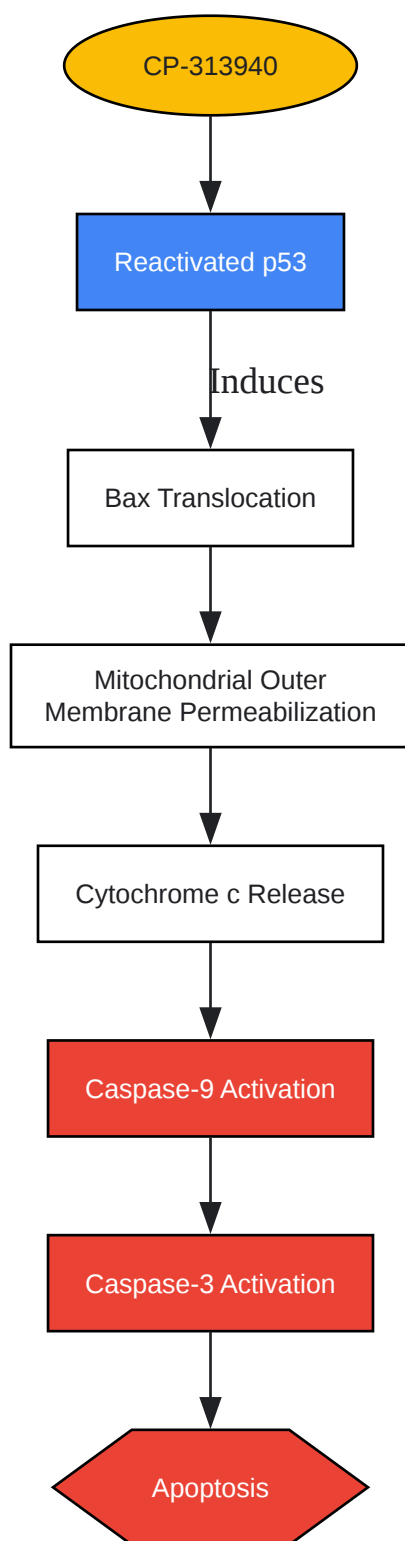 CP-313940
Reactivated p53
Induces
Bax Translocation
Mitochondrial Outer
Membrane Permeabilization
Cytochrome c Release
Caspase-9 Activation
Caspase-3 Activation
Apoptosis